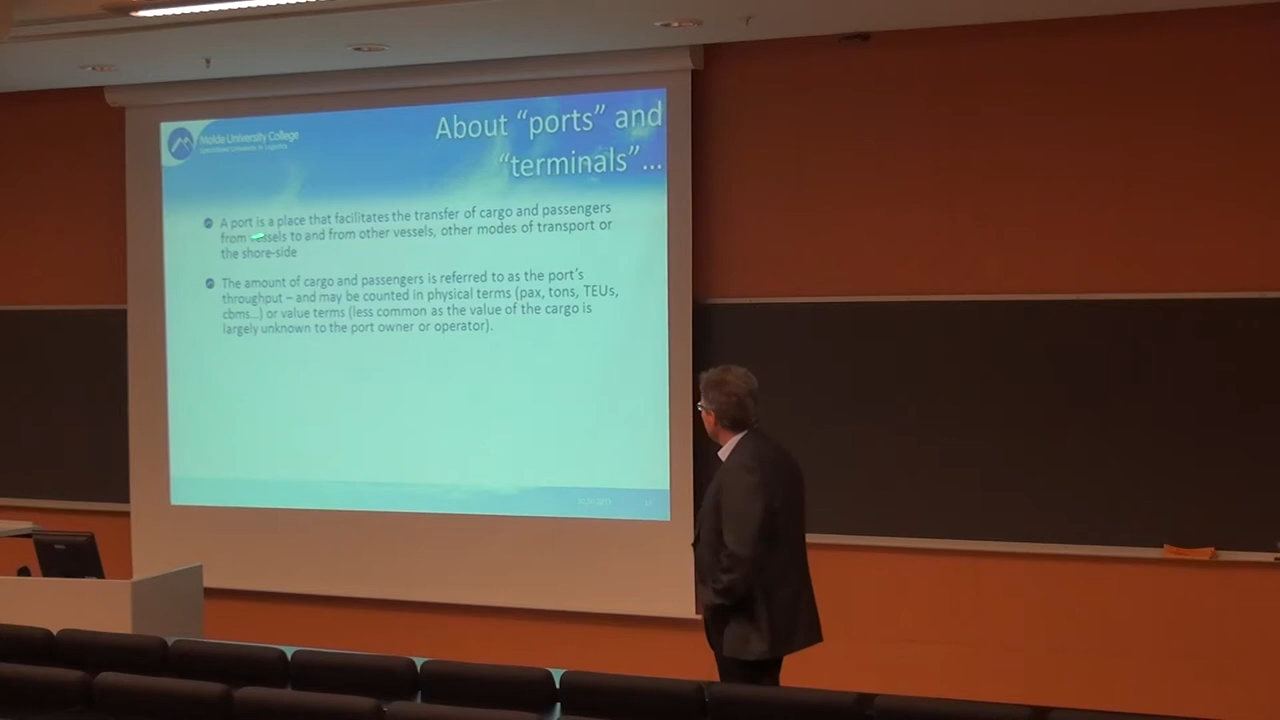 Molde University College
Specialized University in Logistics
About “ports” and
“terminals”...
A port is a place that facilitates the transfer of cargo and passengers
from vessels to and from other vessels, other modes of transport or
the shore-side
The amount of cargo and passengers is referred to as the port’s
throughput – and may be counted in physical terms (pax, tons, TEUs,
cbms...) or value terms (less common as the value of the cargo is
largely unknown to the port owner or operator).